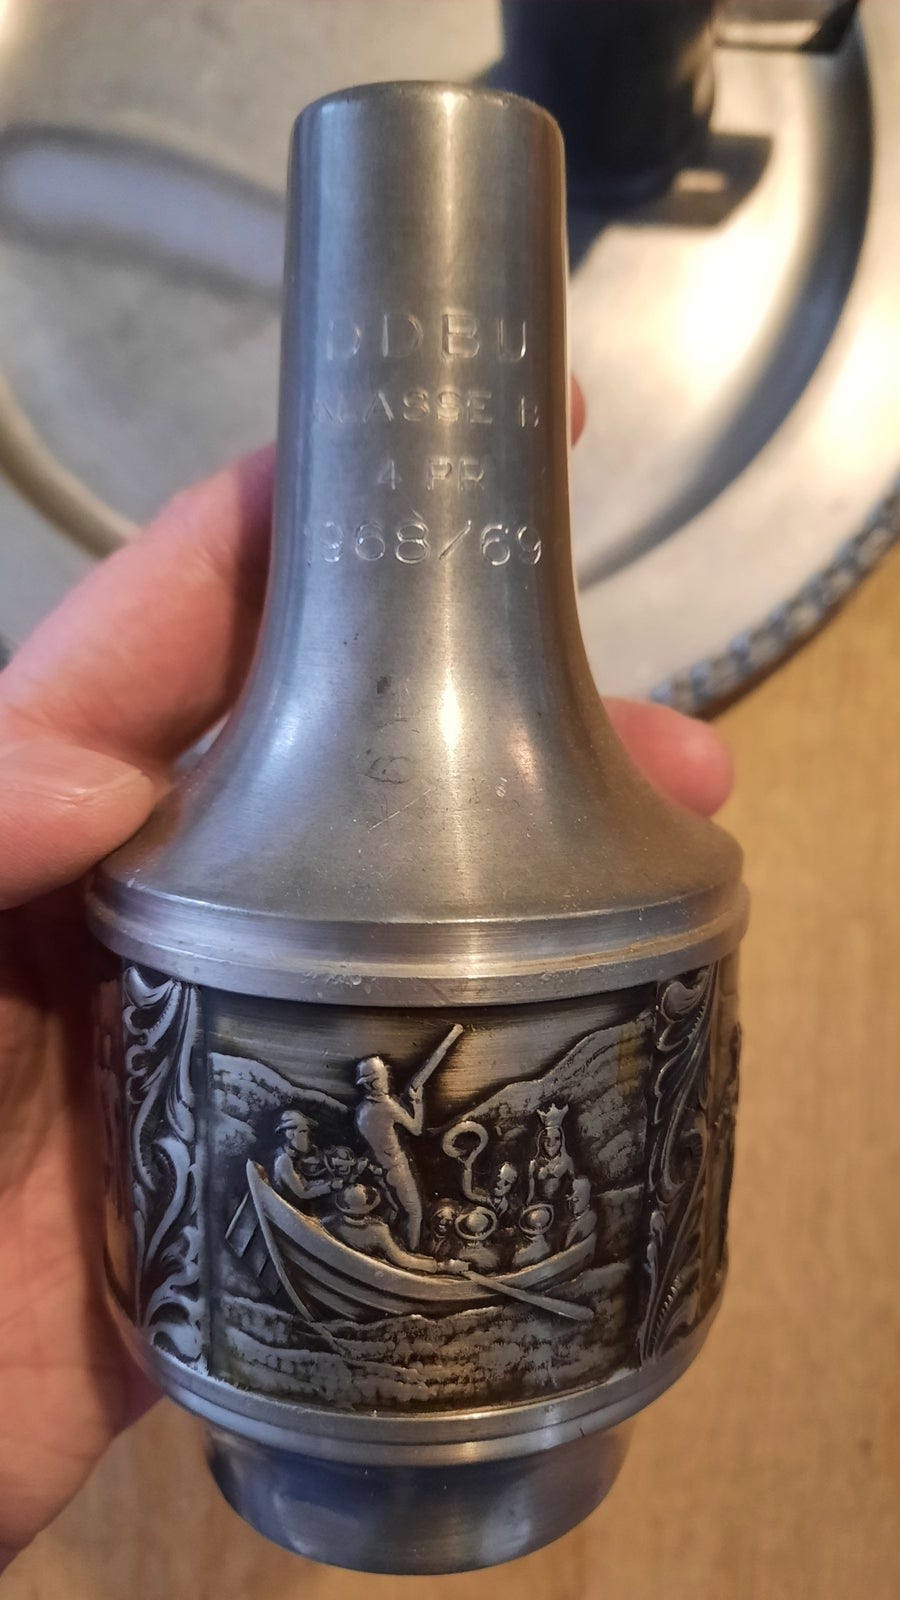 DDBU
KLASSE B
4 PR
1968/69